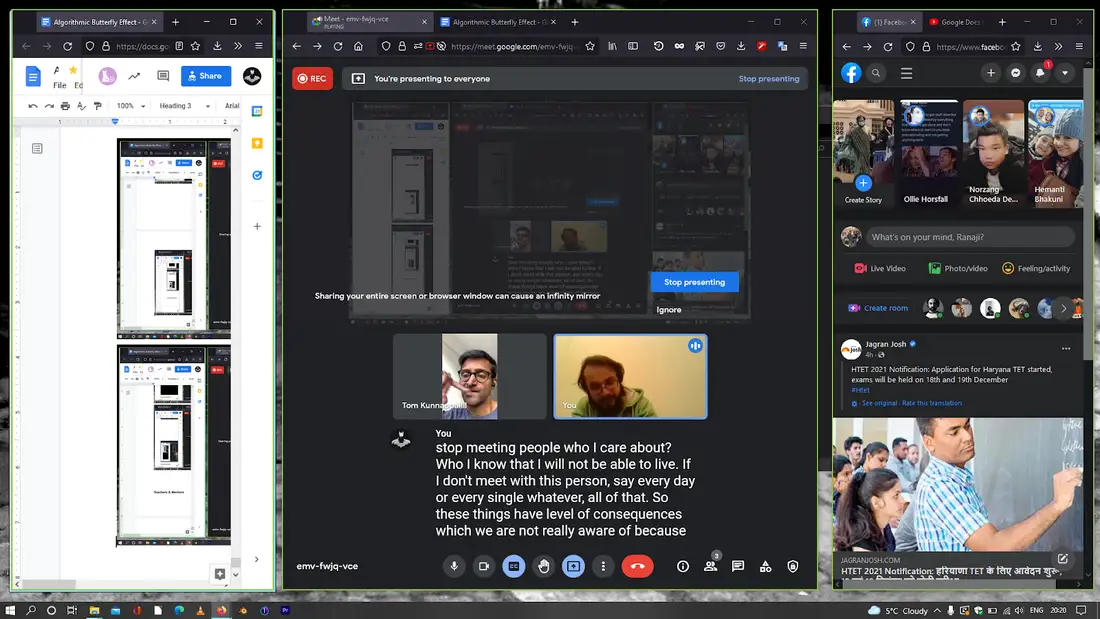 Algorithmic Butterfly Effect - G
https://docs.go
Share
File
Ed
100%
Heading 3
Arial
Teachers & Mentors
Meet - emv-fwjq-vce
PLAYING
Algorithmic Butterfly Effect - G
https://meet.google.com/emv-fwjq-
REC
You're presenting to everyone
Stop presenting
Sharing your entire screen or browser window can cause an infinity mirror
Stop presenting
Ignore
Tom Kunna
You
You
stop meeting people who I care about?
Who I know that I will not be able to live. If
I don't meet with this person, say every day
or every single whatever, all of that. So
these things have level of consequences
which we are not really aware of because
emv-fwjq-vce
3
(1) Faceb
Google Docs
https://www.facebo
1
Create Story
Ollie Horsfall
Norzang
Chhoeda De...
Hemanti
Bhakuni
What's on your mind, Ranaji?
Live Video
Photo/video
Feeling/activity
Create room
Jagran Josh
4h
HTET 2021 Notification: Application for Haryana TET started,
exams will be held on 18th and 19th December
#Htet
See original · Rate this translation
JAGRANJOSH.COM
HTET 2021 Notification: हरियाणा TET के लिए आवेदन शुरू,
5°C Cloudy
ENG
20:20